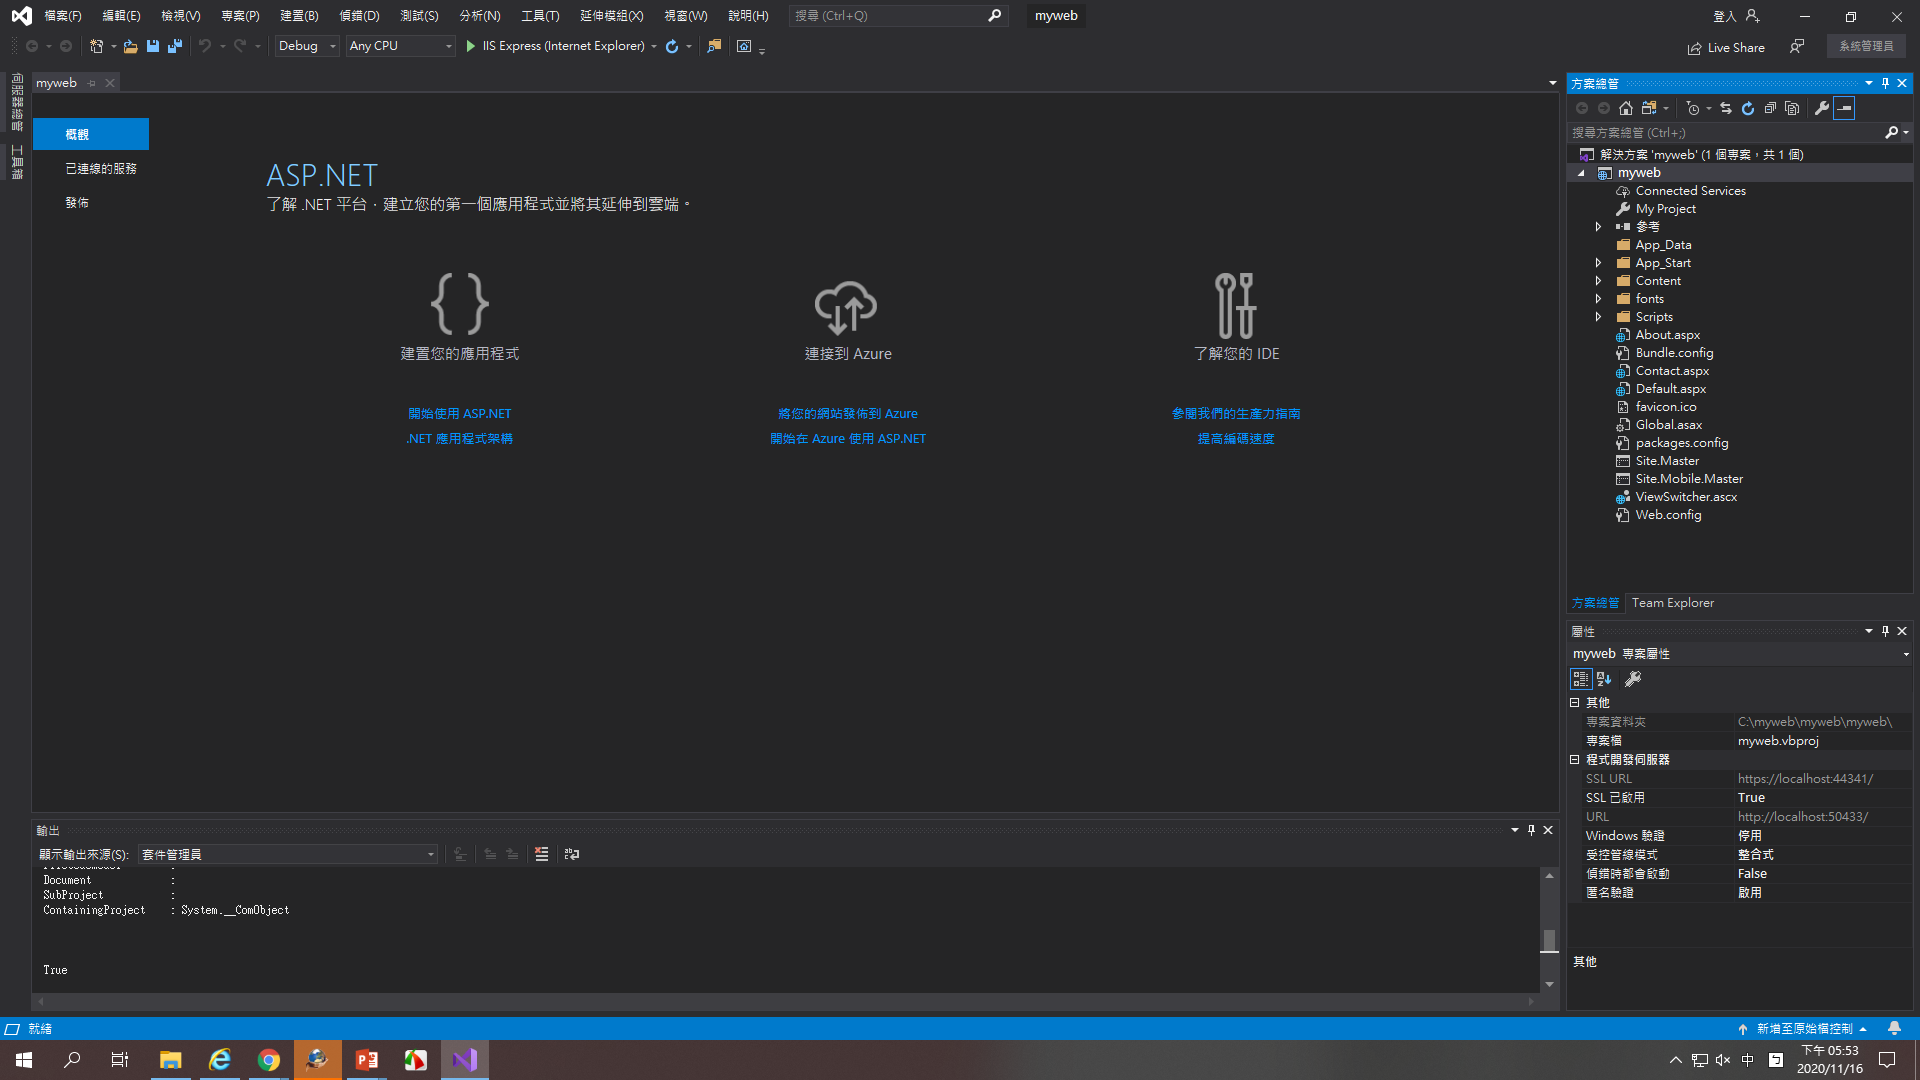 檔案(F) 編輯(E) 檢視(V) 專案(P) 建置(B) 偵錯(D) 測試(S) 分析(N) 工具(T) 延伸模組(X) 視窗(W) 說明(H) 搜尋 (Ctrl+Q) myweb 登入
Debug Any CPU IIS Express (Internet Explorer) Live Share 系統管理員
伺服器總管
工具箱
myweb
概觀
已連線的服務
發佈
ASP.NET
了解 .NET 平台，建立您的第一個應用程式並將其延伸到雲端。
建置您的應用程式
開始使用 ASP.NET
.NET 應用程式架構
連接到 Azure
將您的網站發佈到 Azure
開始在 Azure 使用 ASP.NET
了解您的 IDE
參閱我們的生產力指南
提高編碼速度
輸出
顯示輸出來源(S): 套件管理員
Document :
SubProject :
ContainingProject : System.__ComObject
True
方案總管
搜尋方案總管 (Ctrl+;)
解決方案 'myweb' (1 個專案，共 1 個)
myweb
Connected Services
My Project
參考
App_Data
App_Start
Content
fonts
Scripts
About.aspx
Bundle.config
Contact.aspx
Default.aspx
favicon.ico
Global.asax
packages.config
Site.Master
Site.Mobile.Master
ViewSwitcher.ascx
Web.config
方案總管 Team Explorer
屬性
myweb 專案屬性
其他
專案資料夾 C:\myweb\myweb\myweb\
專案檔 myweb.vbproj
程式開發伺服器
SSL URL https://localhost:44341/
SSL 已啟用 True
URL http://localhost:50433/
Windows 驗證 停用
受控管線模式 整合式
偵錯時都會啟動 False
匿名驗證 啟用
其他
就緒 新增至原始檔控制
中 下午 05:53
2020/11/16